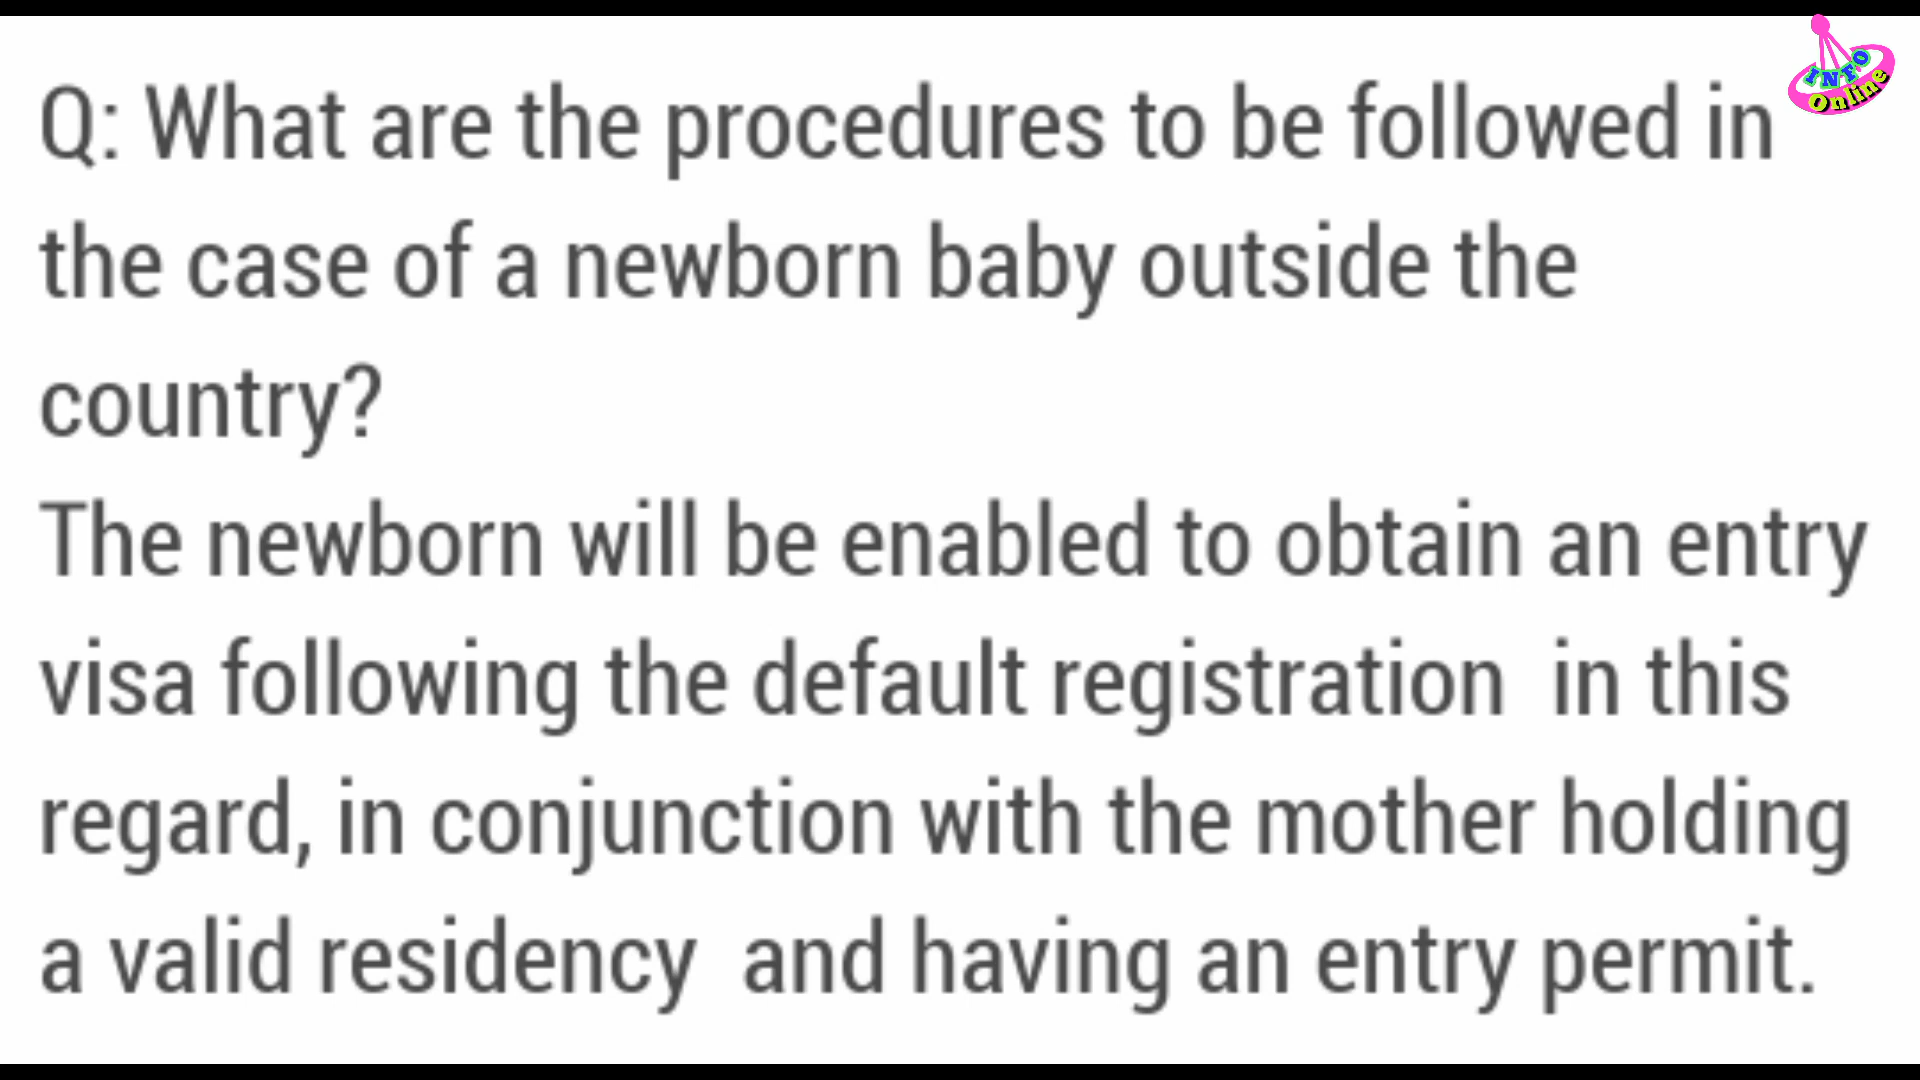 INFO
Online
Q: What are the procedures to be followed in
the case of a newborn baby outside the
country?
The newborn will be enabled to obtain an entry
visa following the default registration  in this
regard, in conjunction with the mother holding
a valid residency  and having an entry permit.